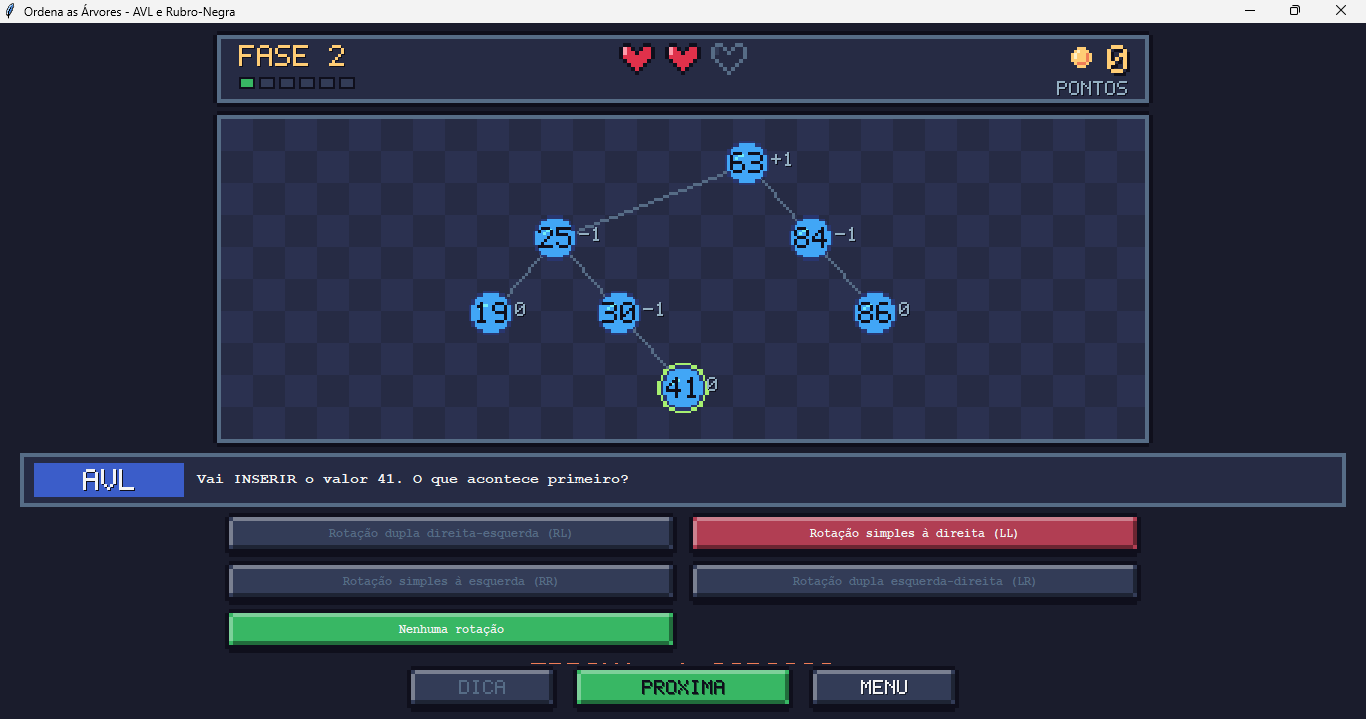 Ordena as Árvores - AVL e Rubro-Negra
FASE 2
0
PONTOS
63 +1
25 -1
84 -1
19 0
30 -1
86 0
41 0
AVL
Vai INSERIR o valor 41. O que acontece primeiro?
Rotação dupla direita-esquerda (RL)
Rotação simples à direita (LL)
Rotação simples à esquerda (RR)
Rotação dupla esquerda-direita (LR)
Nenhuma rotação
DICA
PROXIMA
MENU